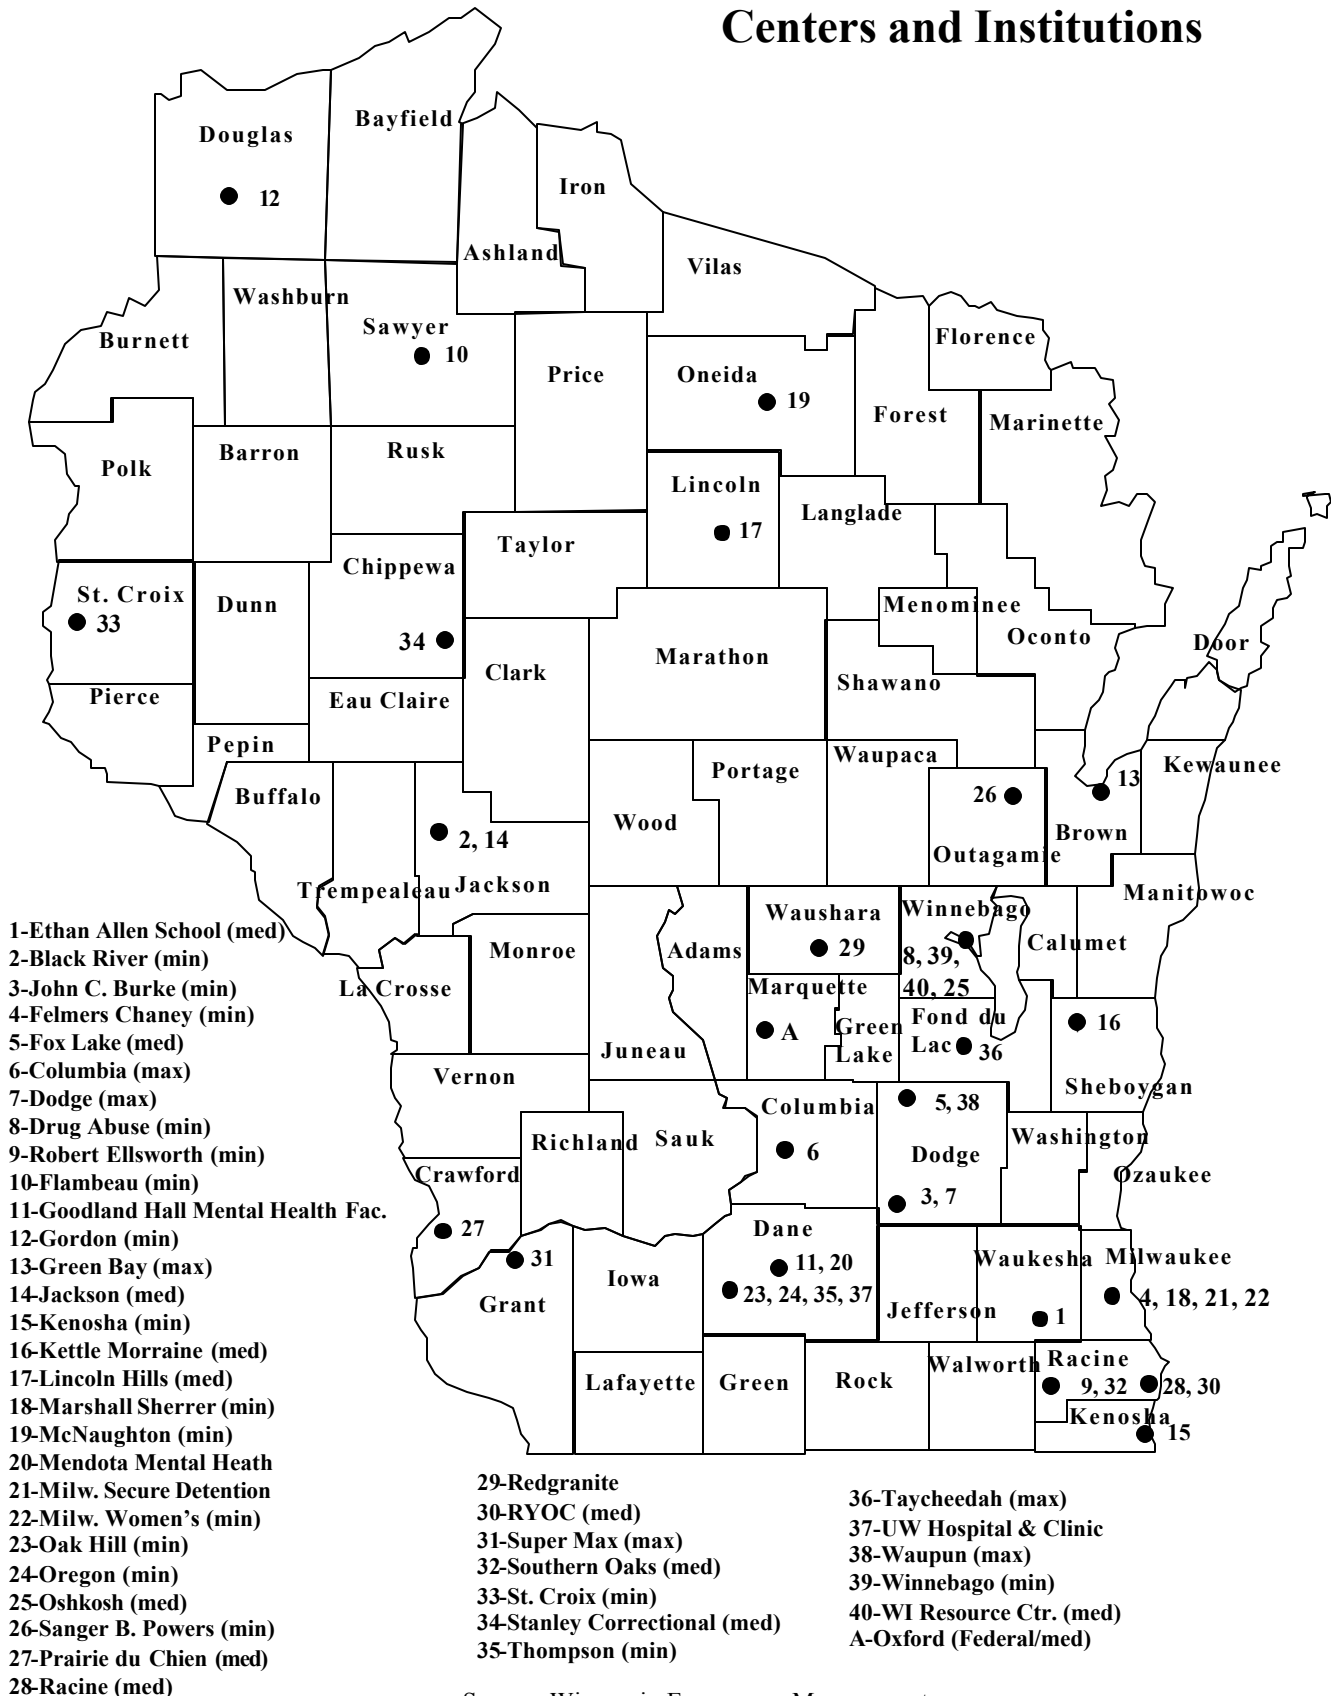 Centers and Institutions
Bayfield
Douglas
12
Iron
Ashland
Vilas
Washburn
Sawyer
10
Burnett
Florence
Price
Oneida
19
Forest
Marinette
Barron
Rusk
Polk
Lincoln
17
Langlade
Taylor
Chippewa
St. Croix
33
Dunn
Menominee
Oconto
34
Door
Marathon
Clark
Shawano
Pierce
Eau Claire
Pepin
Waupaca
Portage
Kewaunee
13
Buffalo
26
Wood
Brown
2, 14
Outagamie
Trempealeau
Jackson
Manitowoc
Waushara
Winnebago
29
Monroe
Adams
Calumet
8, 39,
40, 25
La Crosse
Marquette
A
Green
Lake
Fond du
Lac
36
16
Juneau
Vernon
Sheboygan
Columbia
5, 38
Richland
Sauk
6
Washington
Dodge
Crawford
Ozaukee
3, 7
27
Dane
31
11, 20
Waukesha
Milwaukee
Iowa
23, 24, 35, 37
4, 18, 21, 22
Grant
Jefferson
1
Walworth
Racine
Lafayette
Green
Rock
9, 32
28, 30
Kenosha
15
1-Ethan Allen School (med)
2-Black River (min)
3-John C. Burke (min)
4-Felmers Chaney (min)
5-Fox Lake (med)
6-Columbia (max)
7-Dodge (max)
8-Drug Abuse (min)
9-Robert Ellsworth (min)
10-Flambeau (min)
11-Goodland Hall Mental Health Fac.
12-Gordon (min)
13-Green Bay (max)
14-Jackson (med)
15-Kenosha (min)
16-Kettle Morraine (med)
17-Lincoln Hills (med)
18-Marshall Sherrer (min)
19-McNaughton (min)
20-Mendota Mental Heath
21-Milw. Secure Detention
22-Milw. Women's (min)
23-Oak Hill (min)
24-Oregon (min)
25-Oshkosh (med)
26-Sanger B. Powers (min)
27-Prairie du Chien (med)
28-Racine (med)
29-Redgranite
30-RYOC (med)
31-Super Max (max)
32-Southern Oaks (med)
33-St. Croix (min)
34-Stanley Correctional (med)
35-Thompson (min)
36-Taycheedah (max)
37-UW Hospital & Clinic
38-Waupun (max)
39-Winnebago (min)
40-WI Resource Ctr. (med)
A-Oxford (Federal/med)